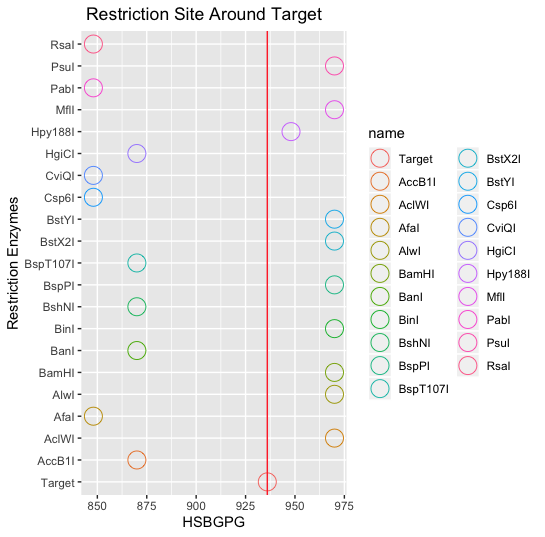 Restriction Site Around Target
Restriction Enzymes
RsaI
PsuI
PabI
MflI
Hpy188I
HgiCI
CviQI
Csp6I
BstYI
BstX2I
BspT107I
BspPI
BshNI
BinI
BanI
BamHI
AlwI
AfaI
AclWI
AccB1I
Target
850 875 900 925 950 975
HSBGPG
name
Target
AccB1I
AclWI
AfaI
AlwI
BamHI
BanI
BinI
BshNI
BspPI
BspT107I
BstX2I
BstYI
Csp6I
CviQI
HgiCI
Hpy188I
MflI
PabI
PsuI
RsaI